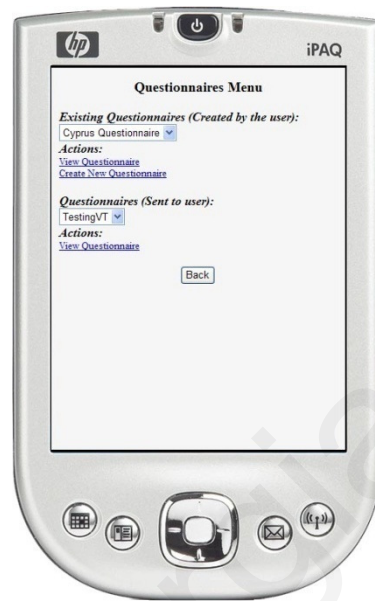 hp
iPAQ
Questionnaires Menu
Existing Questionnaires (Created by the user):
Cyprus Questionnaire
Actions:
View Questionnaire
Create New Questionnaire
Questionnaires (Sent to user):
TestingVT
Actions:
View Questionnaire
Back